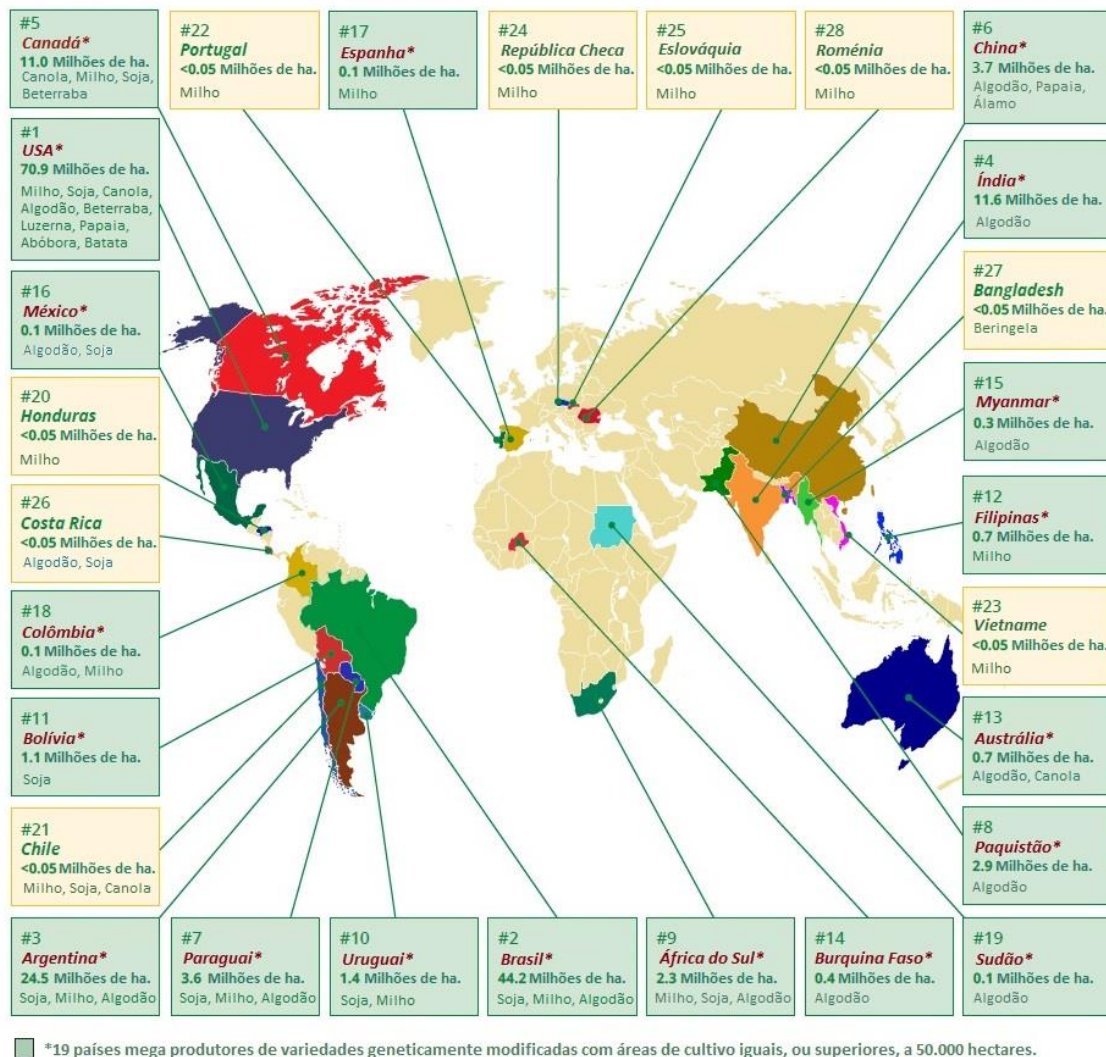 #5
Canadá*
11.0 Milhões de ha.
Canola, Milho, Soja,
Beterraba
#22
Portugal
<0.05 Milhões de ha.
Milho
#17
Espanha*
0.1 Milhões de ha.
Milho
#24
República Checa
<0.05 Milhões de ha.
Milho
#25
Eslováquia
<0.05 Milhões de ha.
Milho
#28
Roménia
<0.05 Milhões de ha.
Milho
#6
China*
3.7 Milhões de ha.
Algodão, Papaia,
Álamo
#1
USA*
70.9 Milhões de ha.
Milho, Soja, Canola,
Algodão, Beterraba,
Luzerna, Papaia,
Abóbora, Batata
#4
Índia*
11.6 Milhões de ha.
Algodão
#16
México*
0.1 Milhões de ha.
Algodão, Soja
#27
Bangladesh
<0.05 Milhões de ha.
Beringela
#20
Honduras
<0.05 Milhões de ha.
Milho
#15
Myanmar*
0.3 Milhões de ha.
Algodão
#26
Costa Rica
<0.05 Milhões de ha.
Algodão, Soja
#12
Filipinas*
0.7 Milhões de ha.
Milho
#18
Colômbia*
0.1 Milhões de ha.
Algodão, Milho
#23
Vietname
<0.05 Milhões de ha.
Milho
#11
Bolívia*
1.1 Milhões de ha.
Soja
#13
Austrália*
0.7 Milhões de ha.
Algodão, Canola
#21
Chile
<0.05 Milhões de ha.
Milho, Soja, Canola
#8
Paquistão*
2.9 Milhões de ha.
Algodão
#3
Argentina*
24.5 Milhões de ha.
Soja, Milho, Algodão
#7
Paraguai*
3.6 Milhões de ha.
Soja, Milho, Algodão
#10
Uruguai*
1.4 Milhões de ha.
Soja, Milho
#2
Brasil*
44.2 Milhões de ha.
Soja, Milho, Algodão
#9
África do Sul*
2.3 Milhões de ha.
Milho, Soja, Algodão
#14
Burquina Faso*
0.4 Milhões de ha.
Algodão
#19
Sudão*
0.1 Milhões de ha.
Algodão
*19 países mega produtores de variedades geneticamente modificadas com áreas de cultivo iguais, ou superiores, a 50.000 hectares.